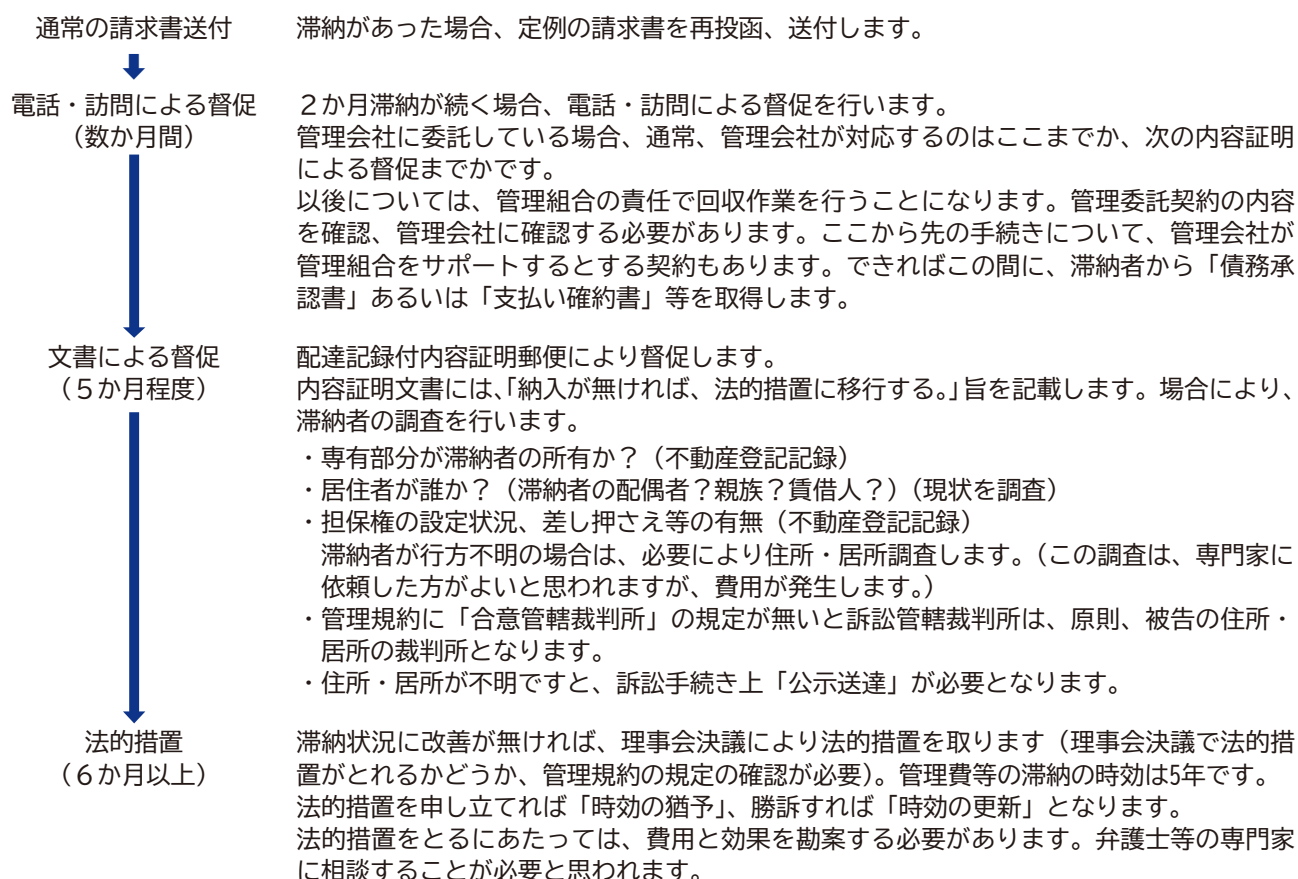 通常の請求書送付
滞納があった場合、定例の請求書を再投函、送付します。
電話・訪問による督促
(数か月間)
２か月滞納が続く場合、電話・訪問による督促を行います。
管理会社に委託している場合、通常、管理会社が対応するのはここまでか、次の内容証明
による督促までかです。
以後については、管理組合の責任で回収作業を行うことになります。管理委託契約の内容
を確認、管理会社に確認する必要があります。ここから先の手続きについて、管理会社が
管理組合をサポートするとする契約もあります。できればこの間に、滞納者から「債務承
認書」あるいは「支払い確約書」等を取得します。
文書による督促
(５か月程度)
配達記録付内容証明郵便により督促します。
内容証明文書には、「納入が無ければ、法的措置に移行する。」旨を記載します。場合により、
滞納者の調査を行います。
・専有部分が滞納者の所有か？（不動産登記記録）
・居住者が誰か？（滞納者の配偶者？親族？賃借人？）（現状を調査）
・担保権の設定状況、差し押さえ等の有無（不動産登記記録）
滞納者が行方不明の場合は、必要により住所・居所調査します。（この調査は、専門家に
依頼した方がよいと思われますが、費用が発生します。）
・管理規約に「合意管轄裁判所」の規定が無いと訴訟管轄裁判所は、原則、被告の住所・
居所の裁判所となります。
・住所・居所が不明ですと、訴訟手続き上「公示送達」が必要となります。
法的措置
(６か月以上)
滞納状況に改善が無ければ、理事会決議により法的措置を取ります（理事会決議で法的措
置がとれるかどうか、管理規約の規定の確認が必要）。管理費等の滞納の時効は5年です。
法的措置を申し立てれば「時効の猶予」、勝訴すれば「時効の更新」となります。
法的措置をとるにあたっては、費用と効果を勘案する必要があります。弁護士等の専門家
に相談することが必要と思われます。